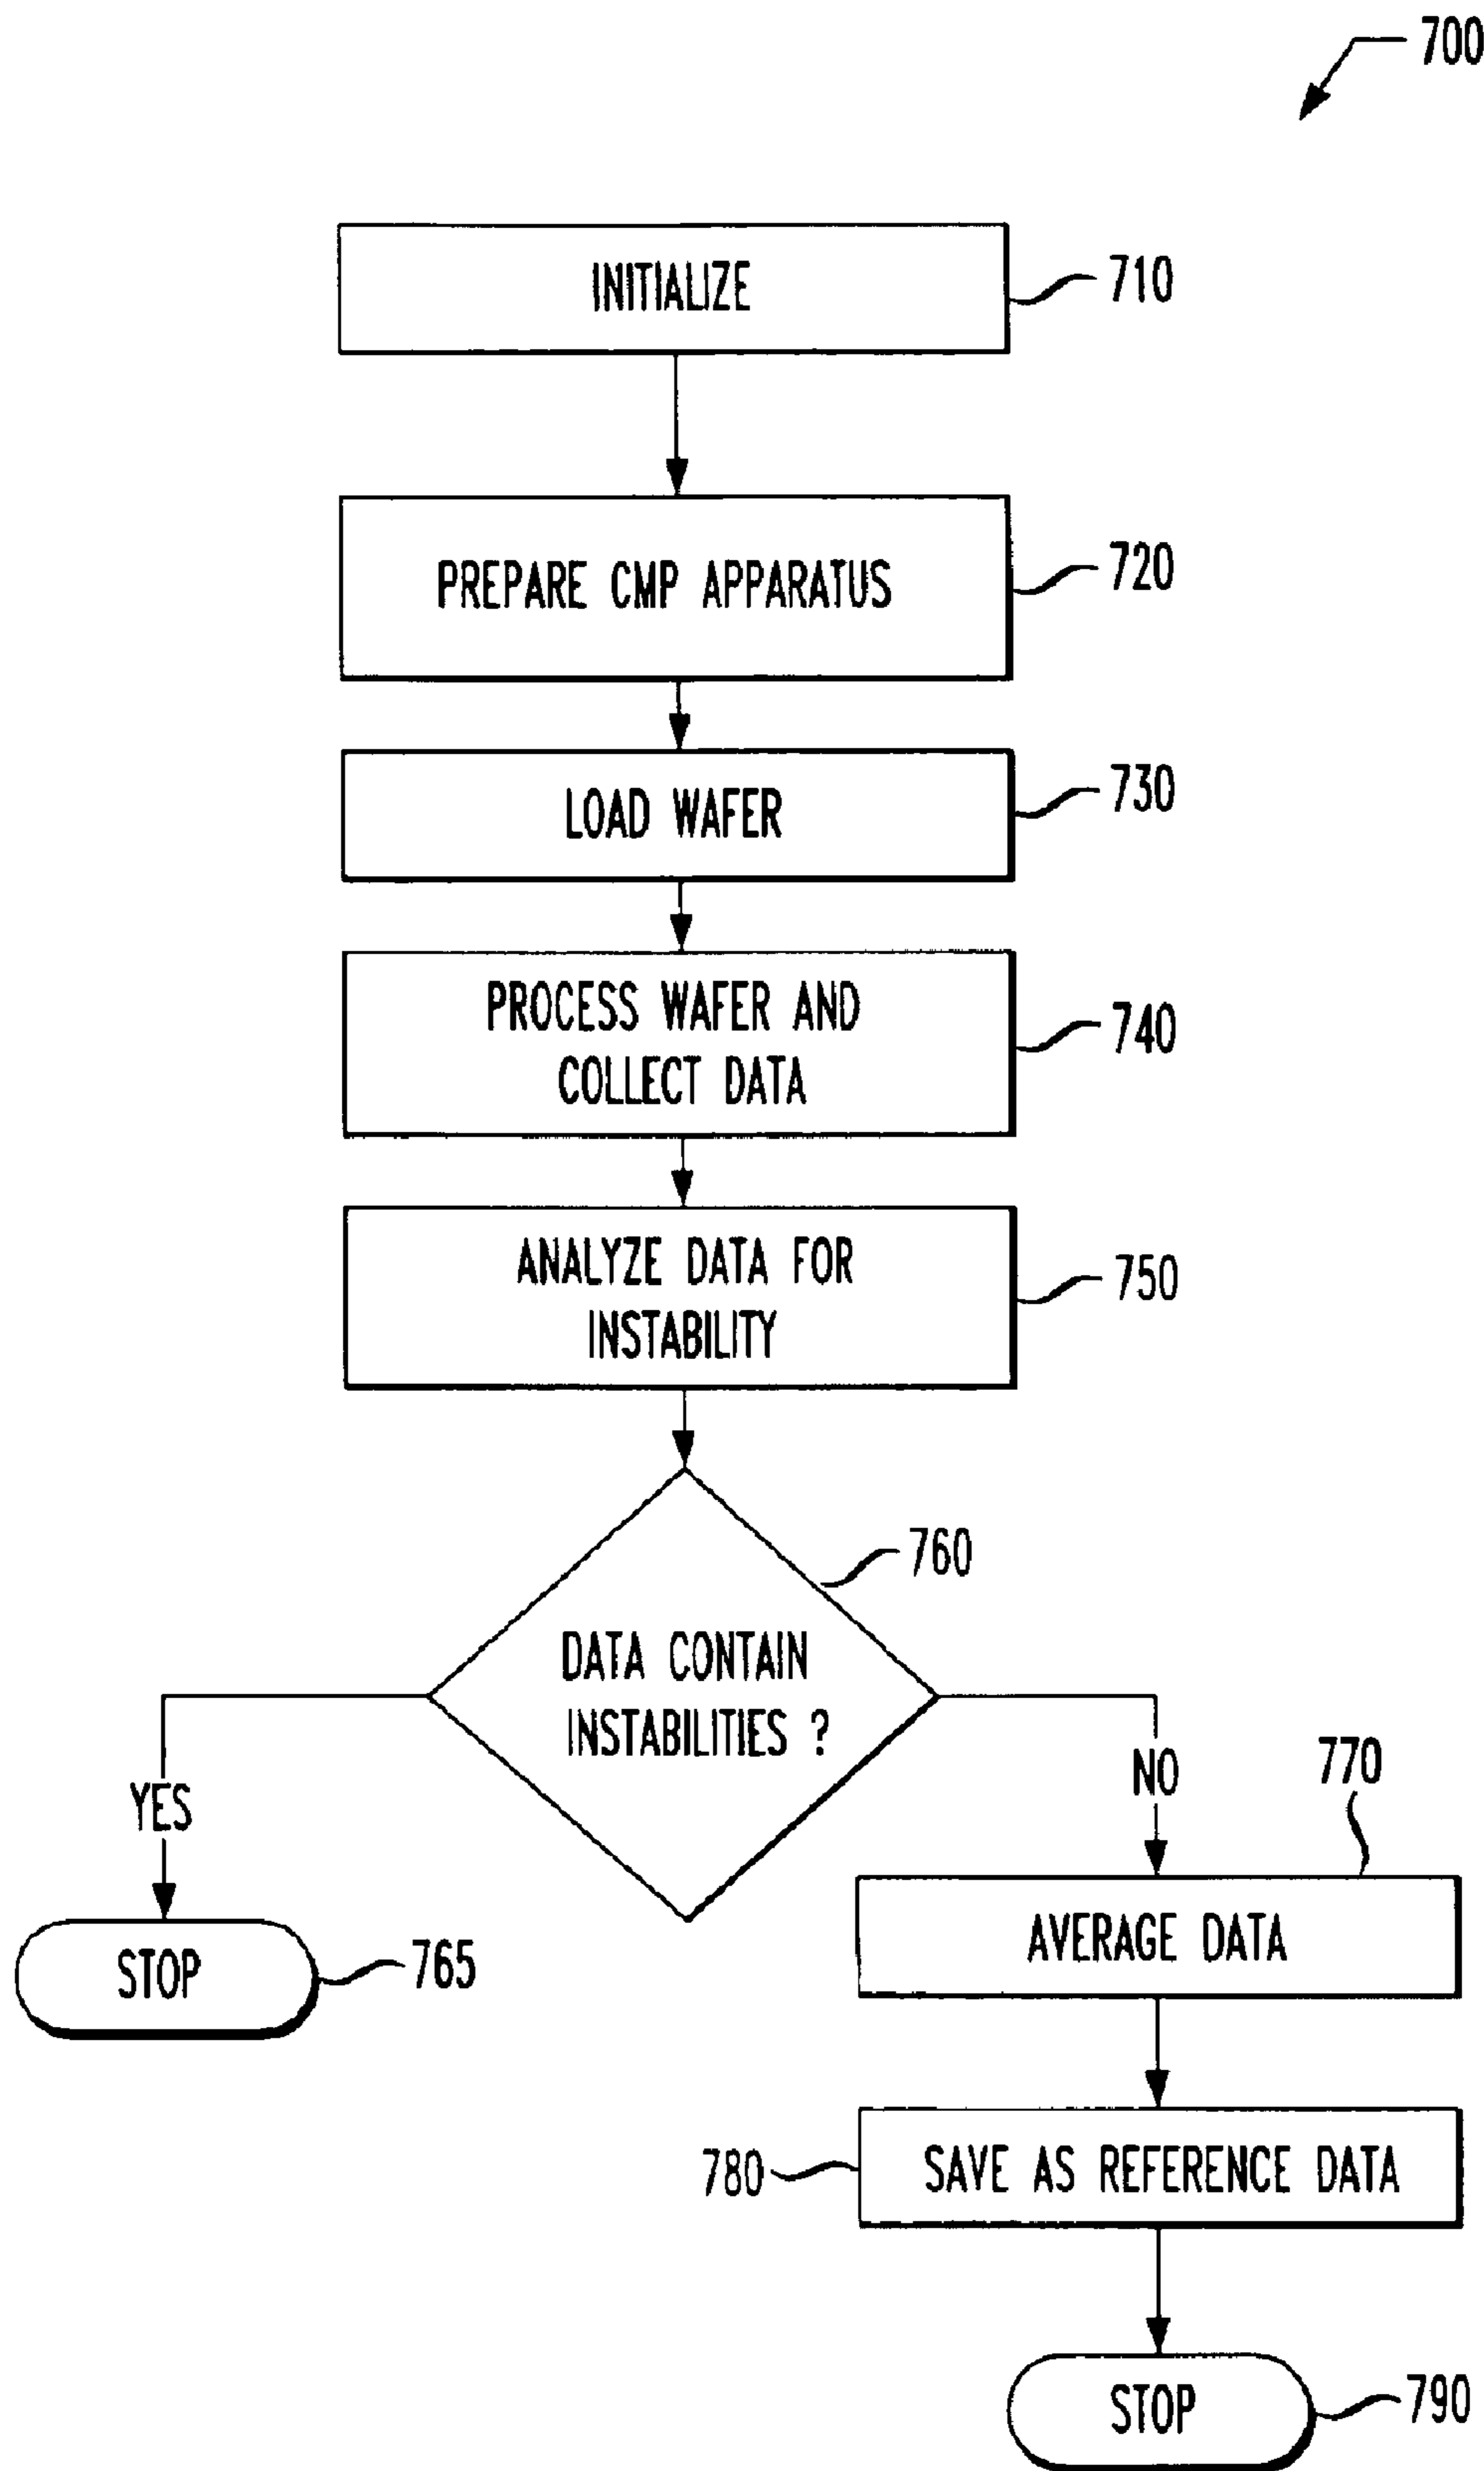 700
INITIALIZE
710
PREPARE CMP APPARATUS
720
LOAD WAFER
730
PROCESS WAFER AND
COLLECT DATA
740
ANALYZE DATA FOR
INSTABILITY
750
760
DATA CONTAIN
INSTABILITIES ?
YES
NO
770
STOP
765
AVERAGE DATA
780
SAVE AS REFERENCE DATA
STOP
790